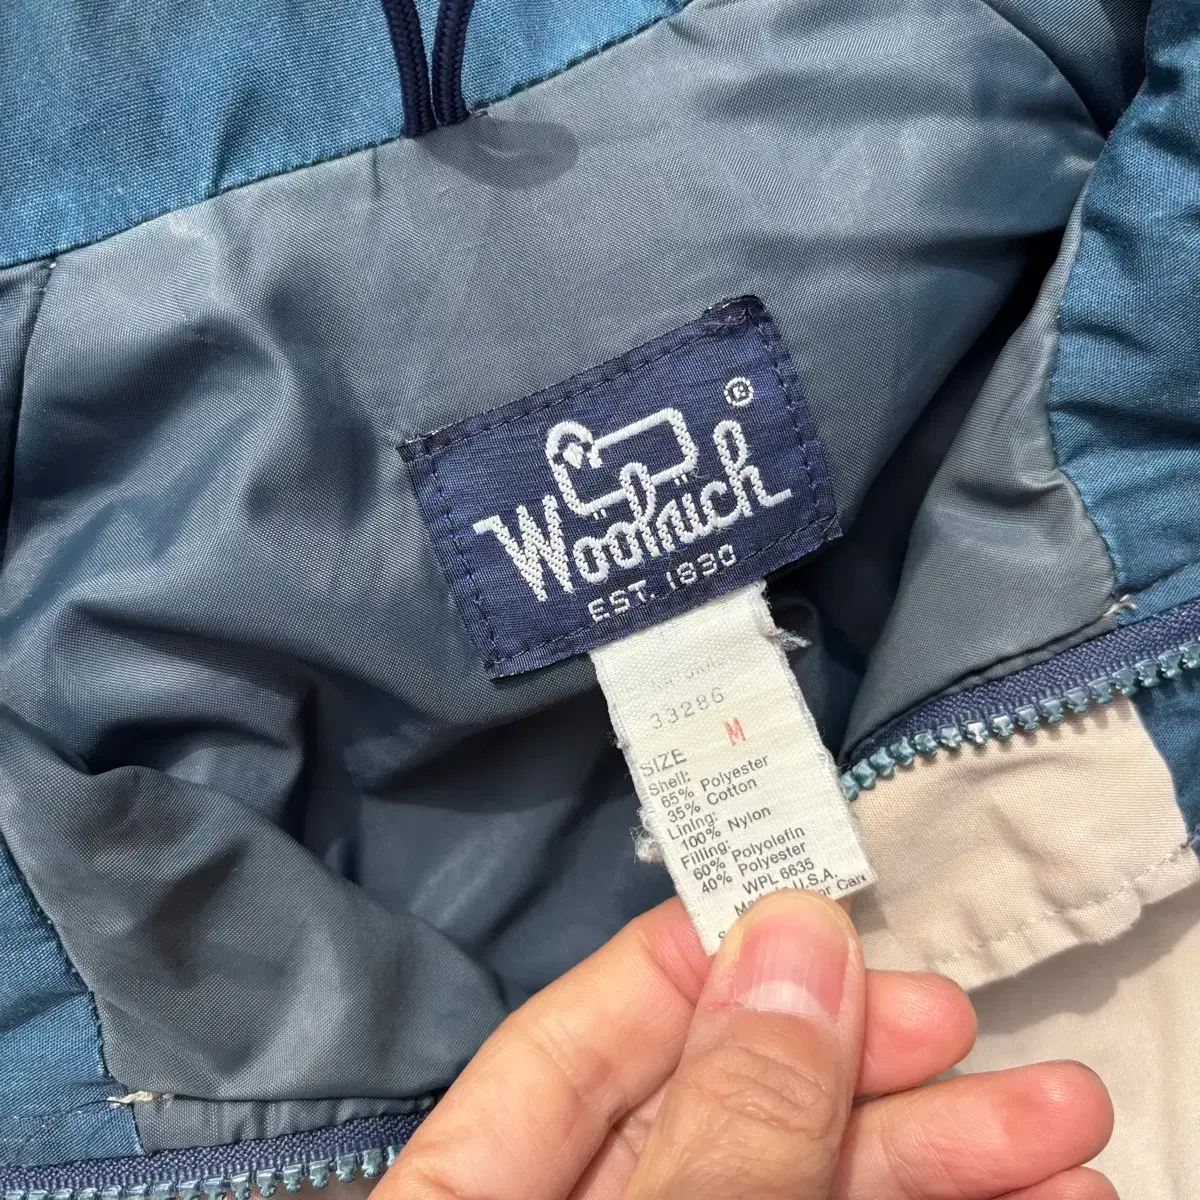 ®
Woolrich
EST. 1830
33286
M
SIZE
Shell:
65% Polyester
35% Cotton
Lining:
100% Nylon
Filling:
60% Polyolefin
40% Polyester
WPL 6635
U.S.A.